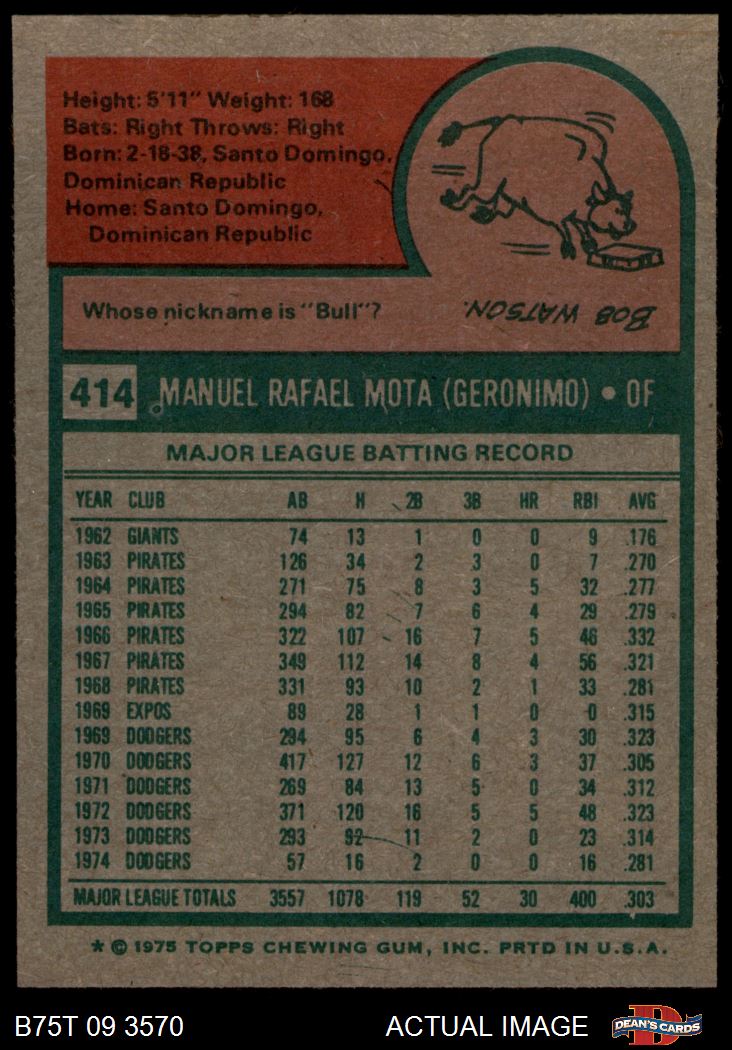 Height: 5'11" Weight: 168
Bats: Right Throws: Right
Born: 2-18-38, Santo Domingo,
Dominican Republic
Home: Santo Domingo,
Dominican Republic
Whose nickname is "Bull"?
BOB WATSON.
414 MANUEL RAFAEL MOTA (GERONIMO) • OF
MAJOR LEAGUE BATTING RECORD
YEAR CLUB AB H 2B 3B HR RBI AVG
1962 GIANTS 74 13 1 0 0 9 .176
1963 PIRATES 126 34 2 3 0 7 .270
1964 PIRATES 271 75 8 3 5 32 .277
1965 PIRATES 294 82 7 6 4 29 .279
1966 PIRATES 322 107 16 7 5 46 .332
1967 PIRATES 349 112 14 8 4 56 .321
1968 PIRATES 331 93 10 2 1 33 .281
1969 EXPOS 89 28 1 1 0 0 .315
1969 DODGERS 294 95 6 4 3 30 .323
1970 DODGERS 417 127 12 6 3 37 .305
1971 DODGERS 269 84 13 5 0 34 .312
1972 DODGERS 371 120 16 5 5 48 .323
1973 DODGERS 293 92 11 2 0 23 .314
1974 DODGERS 57 16 2 0 0 16 .281
MAJOR LEAGUE TOTALS 3557 1078 119 52 30 400 .303
* © 1975 TOPPS CHEWING GUM, INC. PRTD IN U.S.A.
B75T 09 3570 ACTUAL IMAGE D DEAN'S CARDS